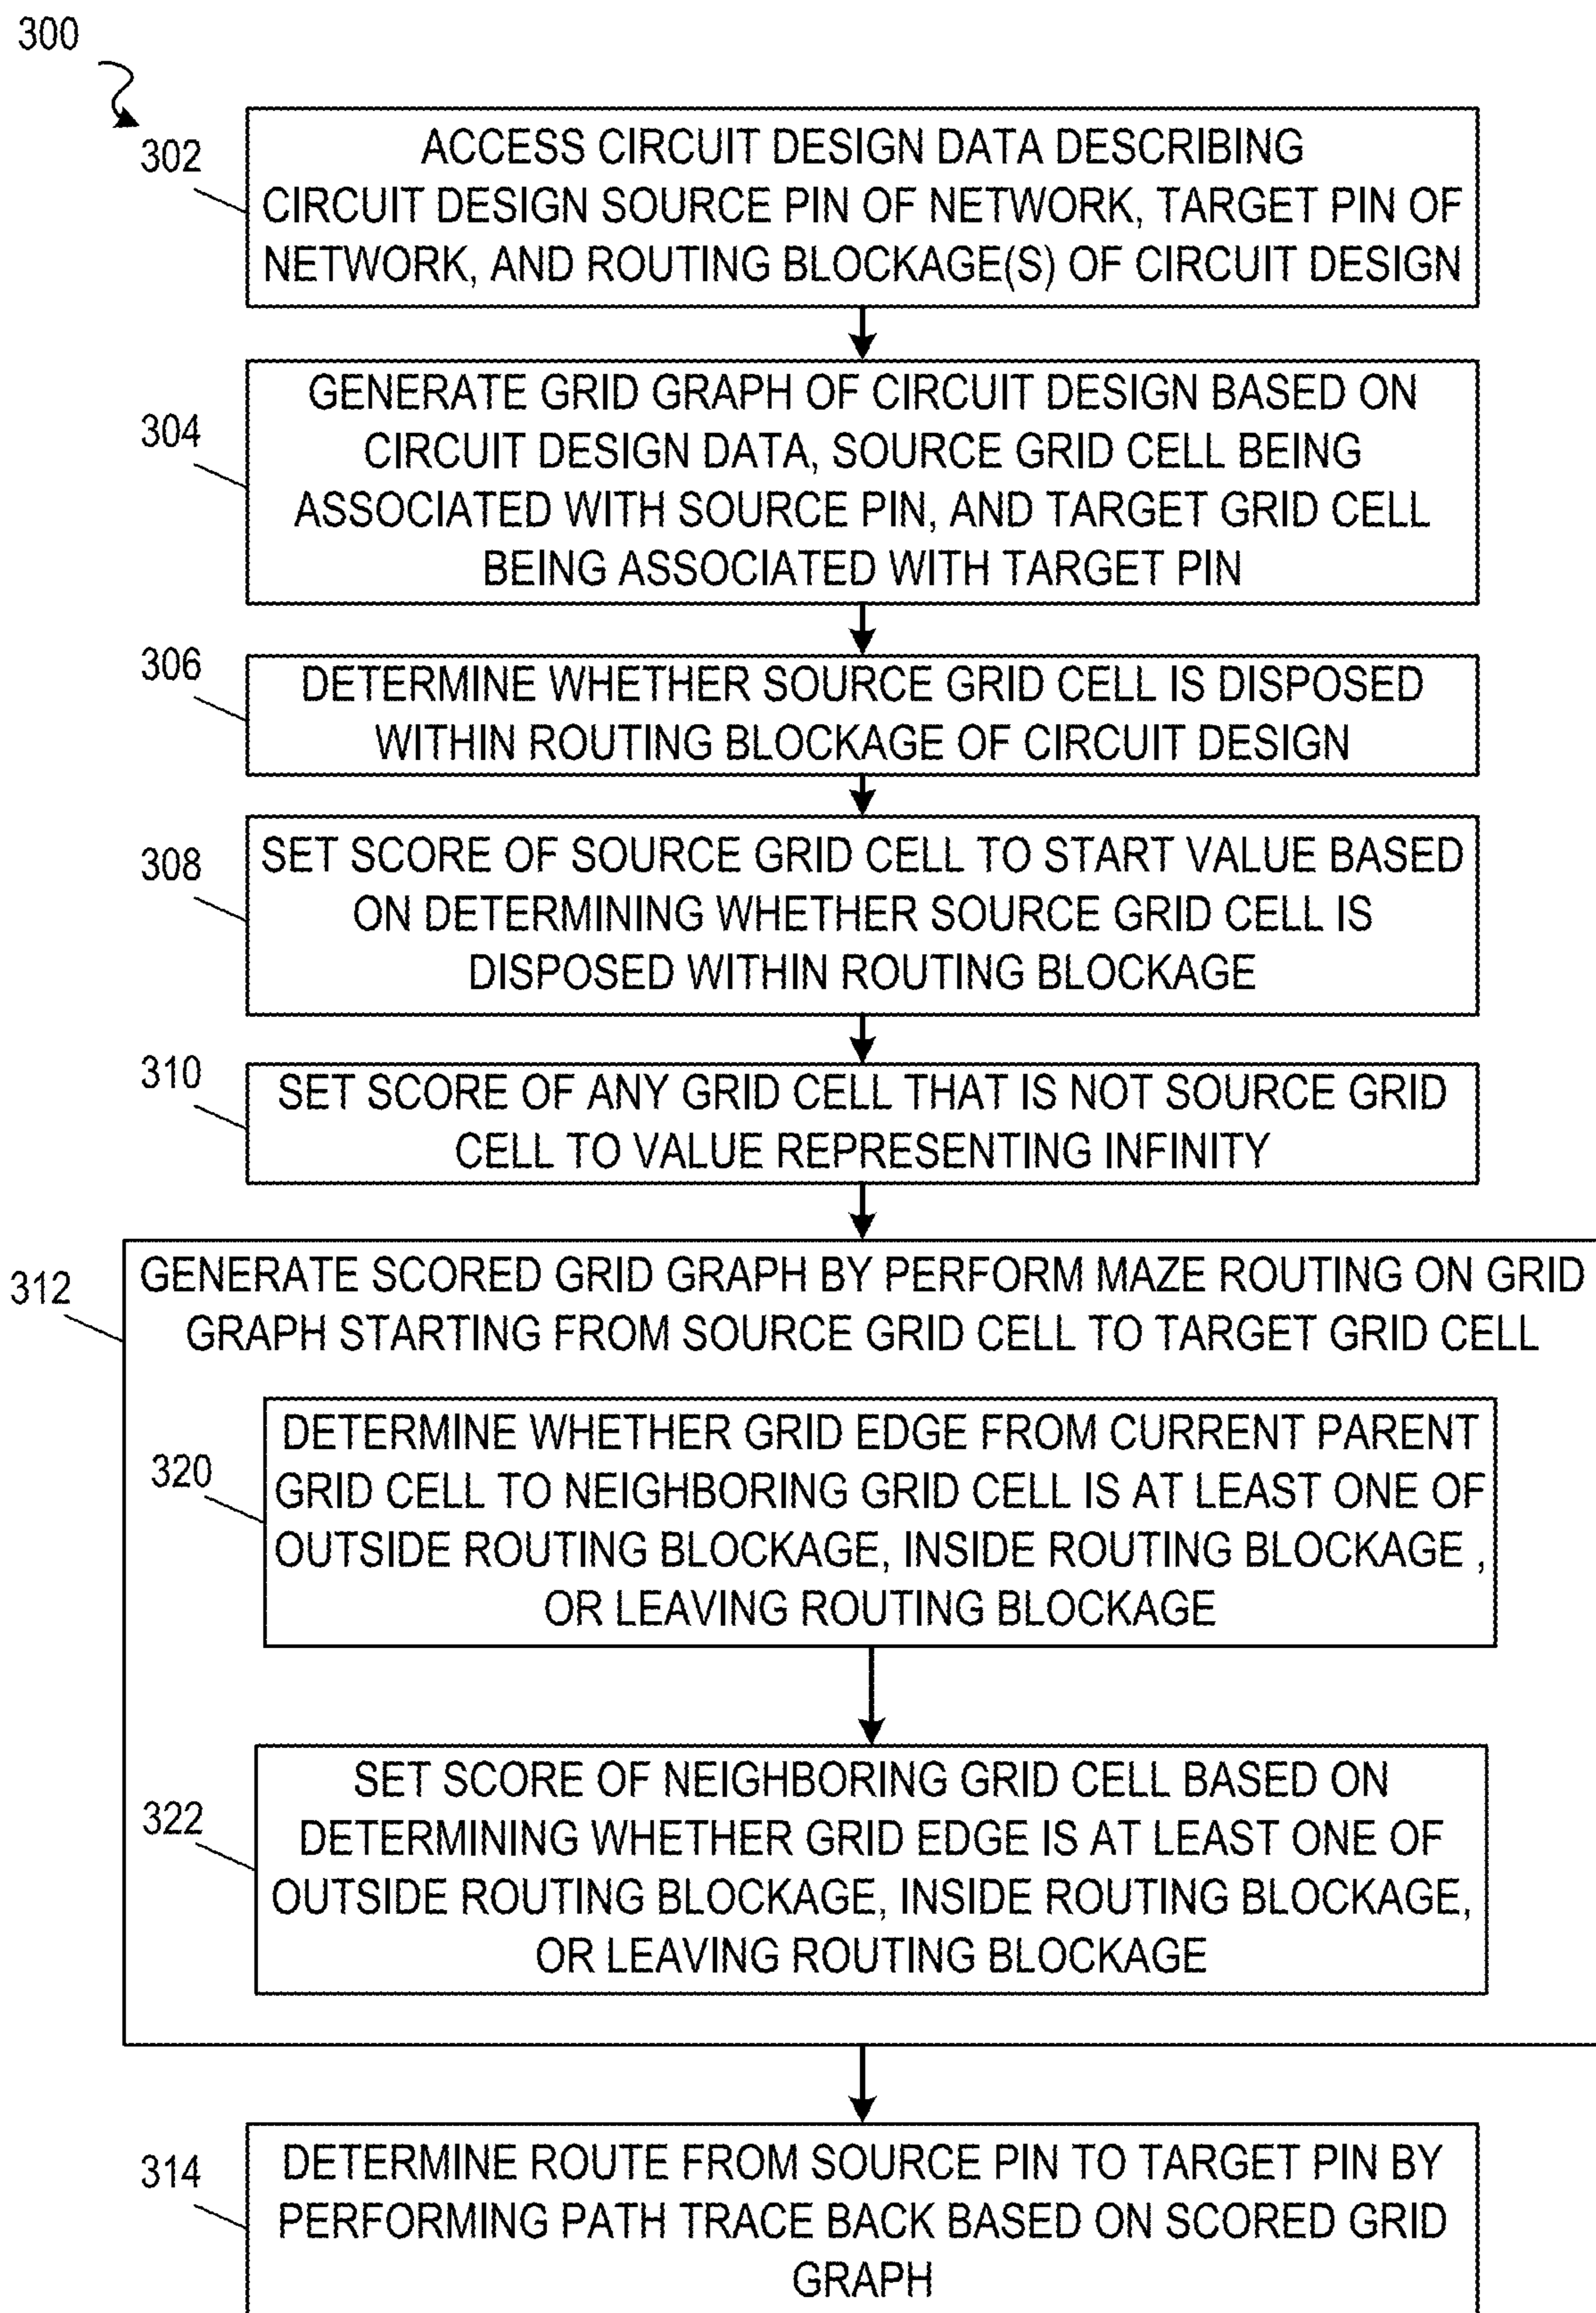 300
302
ACCESS CIRCUIT DESIGN DATA DESCRIBING
CIRCUIT DESIGN SOURCE PIN OF NETWORK, TARGET PIN OF
NETWORK, AND ROUTING BLOCKAGE(S) OF CIRCUIT DESIGN
304
GENERATE GRID GRAPH OF CIRCUIT DESIGN BASED ON
CIRCUIT DESIGN DATA, SOURCE GRID CELL BEING
ASSOCIATED WITH SOURCE PIN, AND TARGET GRID CELL
BEING ASSOCIATED WITH TARGET PIN
306
DETERMINE WHETHER SOURCE GRID CELL IS DISPOSED
WITHIN ROUTING BLOCKAGE OF CIRCUIT DESIGN
308
SET SCORE OF SOURCE GRID CELL TO START VALUE BASED
ON DETERMINING WHETHER SOURCE GRID CELL IS
DISPOSED WITHIN ROUTING BLOCKAGE
310
SET SCORE OF ANY GRID CELL THAT IS NOT SOURCE GRID
CELL TO VALUE REPRESENTING INFINITY
312
GENERATE SCORED GRID GRAPH BY PERFORM MAZE ROUTING ON GRID
GRAPH STARTING FROM SOURCE GRID CELL TO TARGET GRID CELL
320
DETERMINE WHETHER GRID EDGE FROM CURRENT PARENT
GRID CELL TO NEIGHBORING GRID CELL IS AT LEAST ONE OF
OUTSIDE ROUTING BLOCKAGE, INSIDE ROUTING BLOCKAGE ,
OR LEAVING ROUTING BLOCKAGE
322
SET SCORE OF NEIGHBORING GRID CELL BASED ON
DETERMINING WHETHER GRID EDGE IS AT LEAST ONE OF
OUTSIDE ROUTING BLOCKAGE, INSIDE ROUTING BLOCKAGE,
OR LEAVING ROUTING BLOCKAGE
314
DETERMINE ROUTE FROM SOURCE PIN TO TARGET PIN BY
PERFORMING PATH TRACE BACK BASED ON SCORED GRID
GRAPH